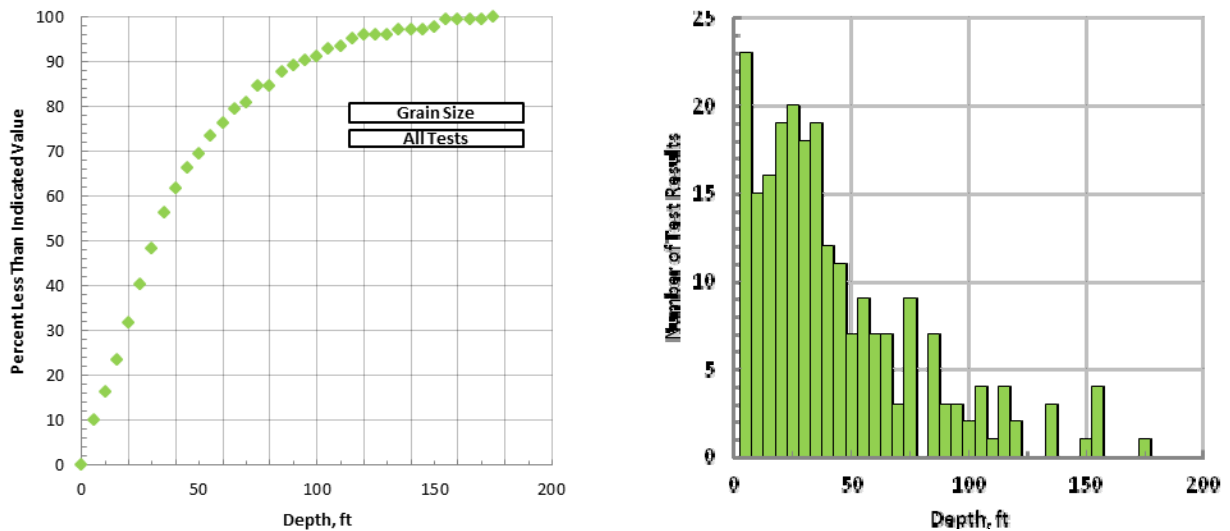 100
90
80
70
60
50
40
30
20
10
0
Percent Less Than Indicated Value
Grain Size
All Tests
0 50 100 150 200
Depth, ft
25
20
15
10
5
0
Number of Test Results
0 50 100 150 200
Depth, ft